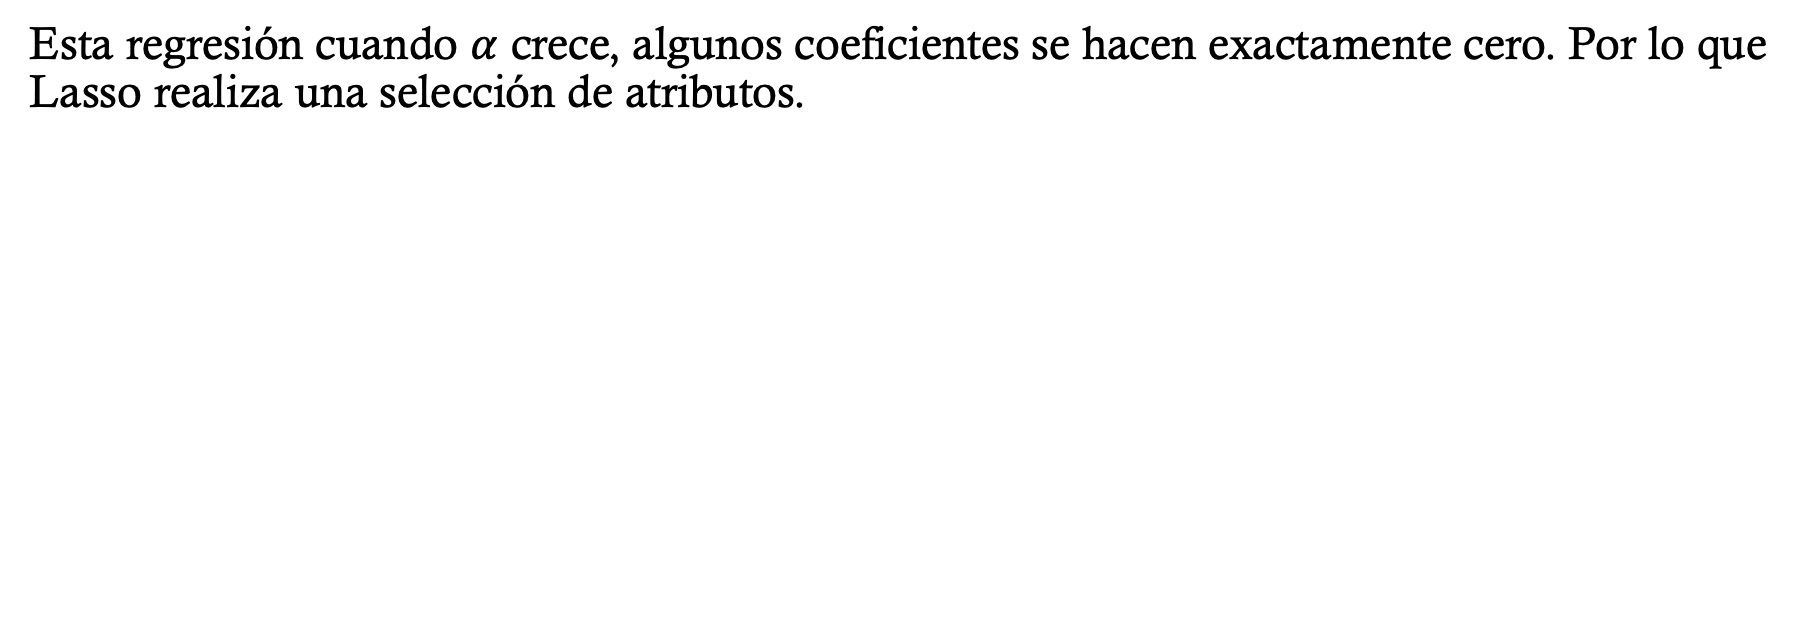 Esta regresión cuando α crece, algunos coeficientes se hacen exactamente cero. Por lo que
Lasso realiza una selección de atributos.